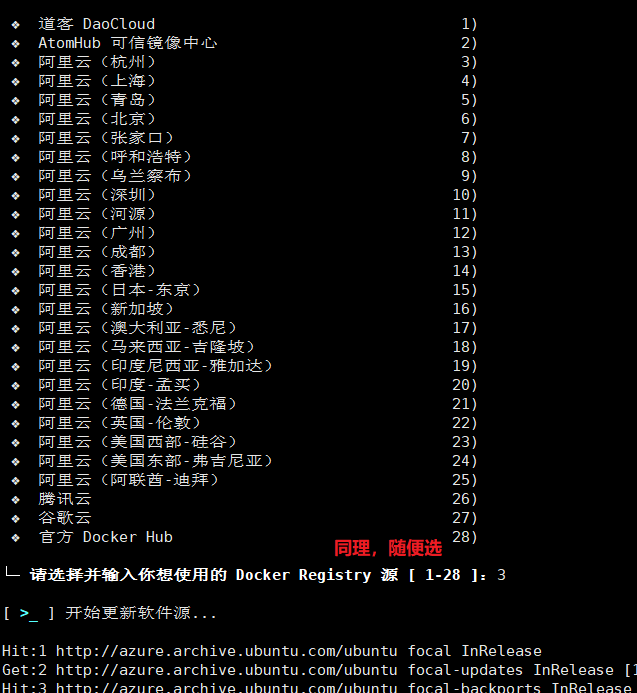 ❖ 道客 DaoCloud 1)
❖ AtomHub 可信镜像中心 2)
❖ 阿里云（杭州） 3)
❖ 阿里云（上海） 4)
❖ 阿里云（青岛） 5)
❖ 阿里云（北京） 6)
❖ 阿里云（张家口） 7)
❖ 阿里云（呼和浩特） 8)
❖ 阿里云（乌兰察布） 9)
❖ 阿里云（深圳） 10)
❖ 阿里云（河源） 11)
❖ 阿里云（广州） 12)
❖ 阿里云（成都） 13)
❖ 阿里云（香港） 14)
❖ 阿里云（日本-东京） 15)
❖ 阿里云（新加坡） 16)
❖ 阿里云（澳大利亚-悉尼） 17)
❖ 阿里云（马来西亚-吉隆坡） 18)
❖ 阿里云（印度尼西亚-雅加达） 19)
❖ 阿里云（印度-孟买） 20)
❖ 阿里云（德国-法兰克福） 21)
❖ 阿里云（英国-伦敦） 22)
❖ 阿里云（美国西部-硅谷） 23)
❖ 阿里云（美国东部-弗吉尼亚） 24)
❖ 阿里云（阿联酋-迪拜） 25)
❖ 腾讯云 26)
❖ 谷歌云 27)
❖ 官方 Docker Hub 28)
同理，随便选
└─ 请选择并输入你想使用的 Docker Registry 源 [ 1-28 ]：3
[ >_ ] 开始更新软件源...
Hit:1 http://azure.archive.ubuntu.com/ubuntu focal InRelease
Get:2 http://azure.archive.ubuntu.com/ubuntu focal-updates InRelease [1
Hit:3 http://azure.archive.ubuntu.com/ubuntu focal-backports InRelease